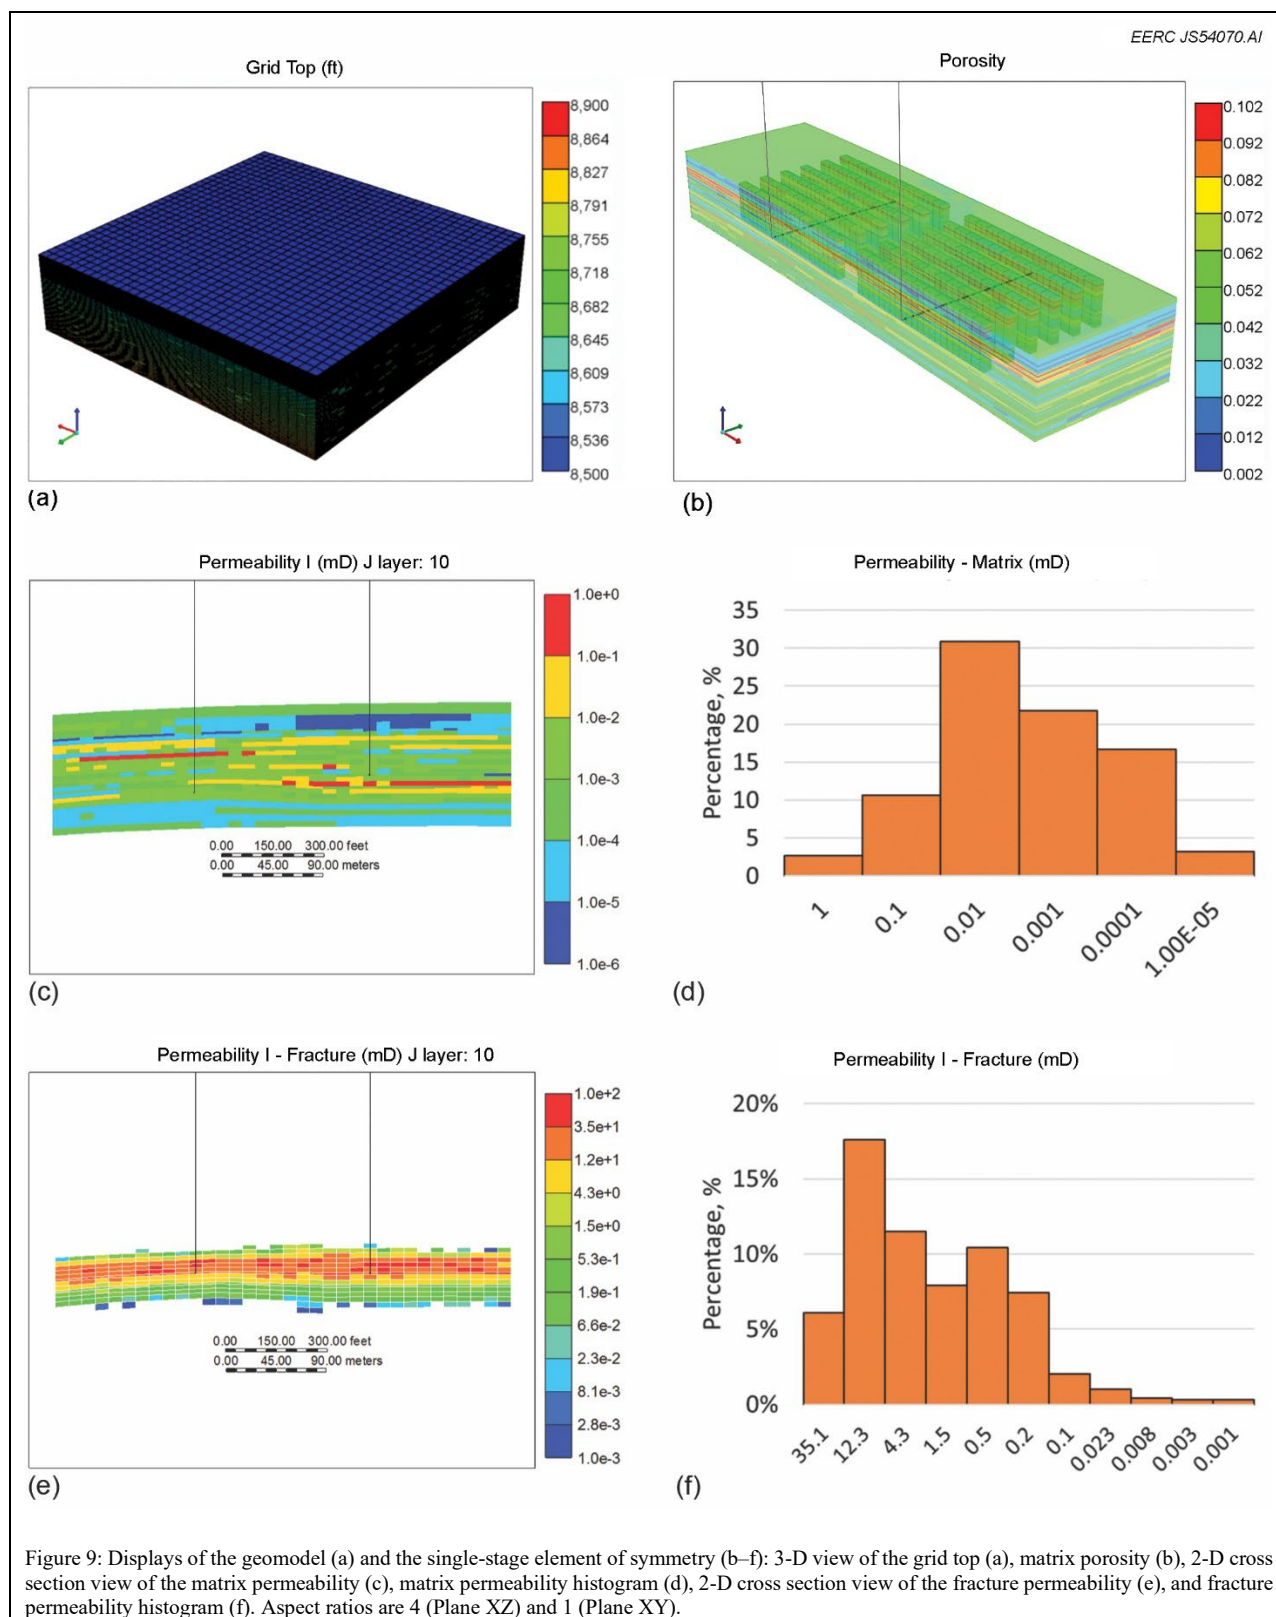 EERC JS54070.AI
Grid Top (ft)
8,900
8,864
8,827
8,791
8,755
8,718
8,682
8,645
8,609
8,573
8,536
8,500
(a)
Porosity
0.102
0.092
0.082
0.072
0.062
0.052
0.042
0.032
0.022
0.012
0.002
(b)
Permeability I (mD) J layer: 10
1.0e+0
1.0e-1
1.0e-2
1.0e-3
1.0e-4
1.0e-5
1.0e-6
0.00 150.00 300.00 feet
0.00 45.00 90.00 meters
(c)
Permeability - Matrix (mD)
Percentage, %
35
30
25
20
15
10
5
0
1 0.1 0.01 0.001 0.0001 1.00E-05
(d)
Permeability I - Fracture (mD) J layer: 10
1.0e+2
3.5e+1
1.2e+1
4.3e+0
1.5e+0
5.3e-1
1.9e-1
6.6e-2
2.3e-2
8.1e-3
2.8e-3
1.0e-3
0.00 150.00 300.00 feet
0.00 45.00 90.00 meters
(e)
Permeability I - Fracture (mD)
Percentage, %
20%
15%
10%
5%
0%
35.1 12.3 4.3 1.5 0.5 0.2 0.1 0.023 0.008 0.003 0.001
(f)
Figure 9: Displays of the geomodel (a) and the single-stage element of symmetry (b–f): 3-D view of the grid top (a), matrix porosity (b), 2-D cross
section view of the matrix permeability (c), matrix permeability histogram (d), 2-D cross section view of the fracture permeability (e), and fracture
permeability histogram (f). Aspect ratios are 4 (Plane XZ) and 1 (Plane XY).